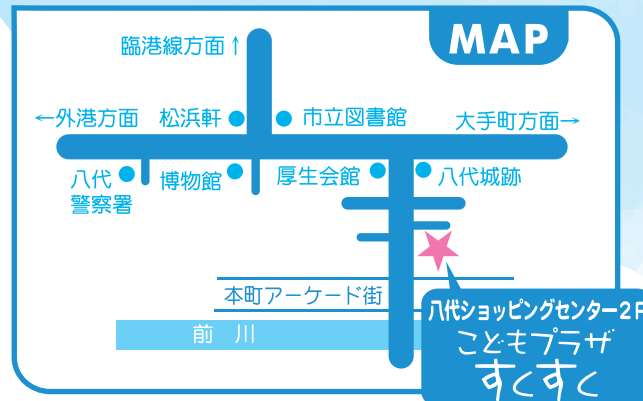 MAP
臨港線方面↑
←外港方面
松浜軒
市立図書館
大手町方面→
八代
警察署
博物館
厚生会館
八代城跡
本町アーケード街
前川
八代ショッピングセンター2F
こどもプラザ
すくすく